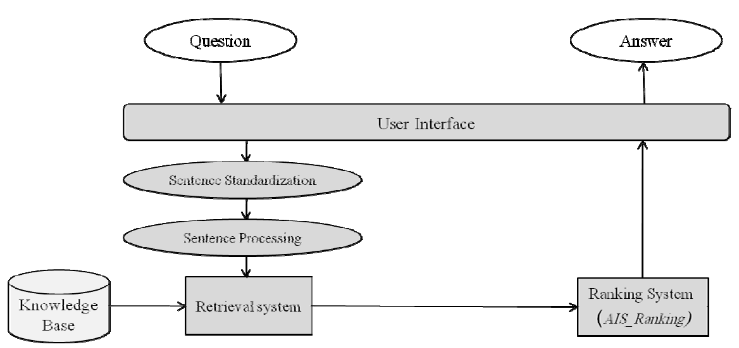 Question
Answer
User Interface
Sentence Standardization
Sentence Processing
Knowledge
Base
Retrieval system
Ranking System
(AIS_Ranking)